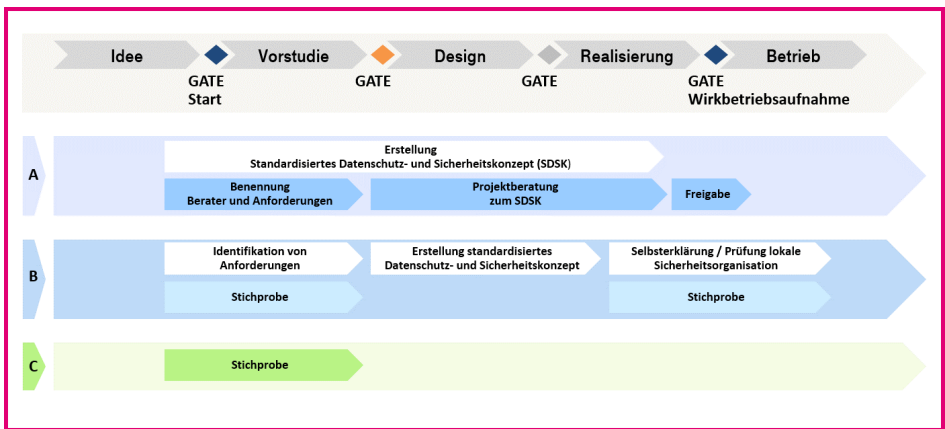 Idee
Vorstudie
Design
Realisierung
Betrieb
GATE
Start
GATE
GATE
GATE
Wirkbetriebsaufnahme
A
Erstellung
Standardisiertes Datenschutz- und Sicherheitskonzept (SDSK)
Benennung
Berater und Anforderungen
Projektberatung
zum SDSK
Freigabe
B
Identifikation von
Anforderungen
Erstellung standardisiertes
Datenschutz- und Sicherheitskonzept
Selbsterklärung / Prüfung lokale
Sicherheitsorganisation
Stichprobe
Stichprobe
C
Stichprobe